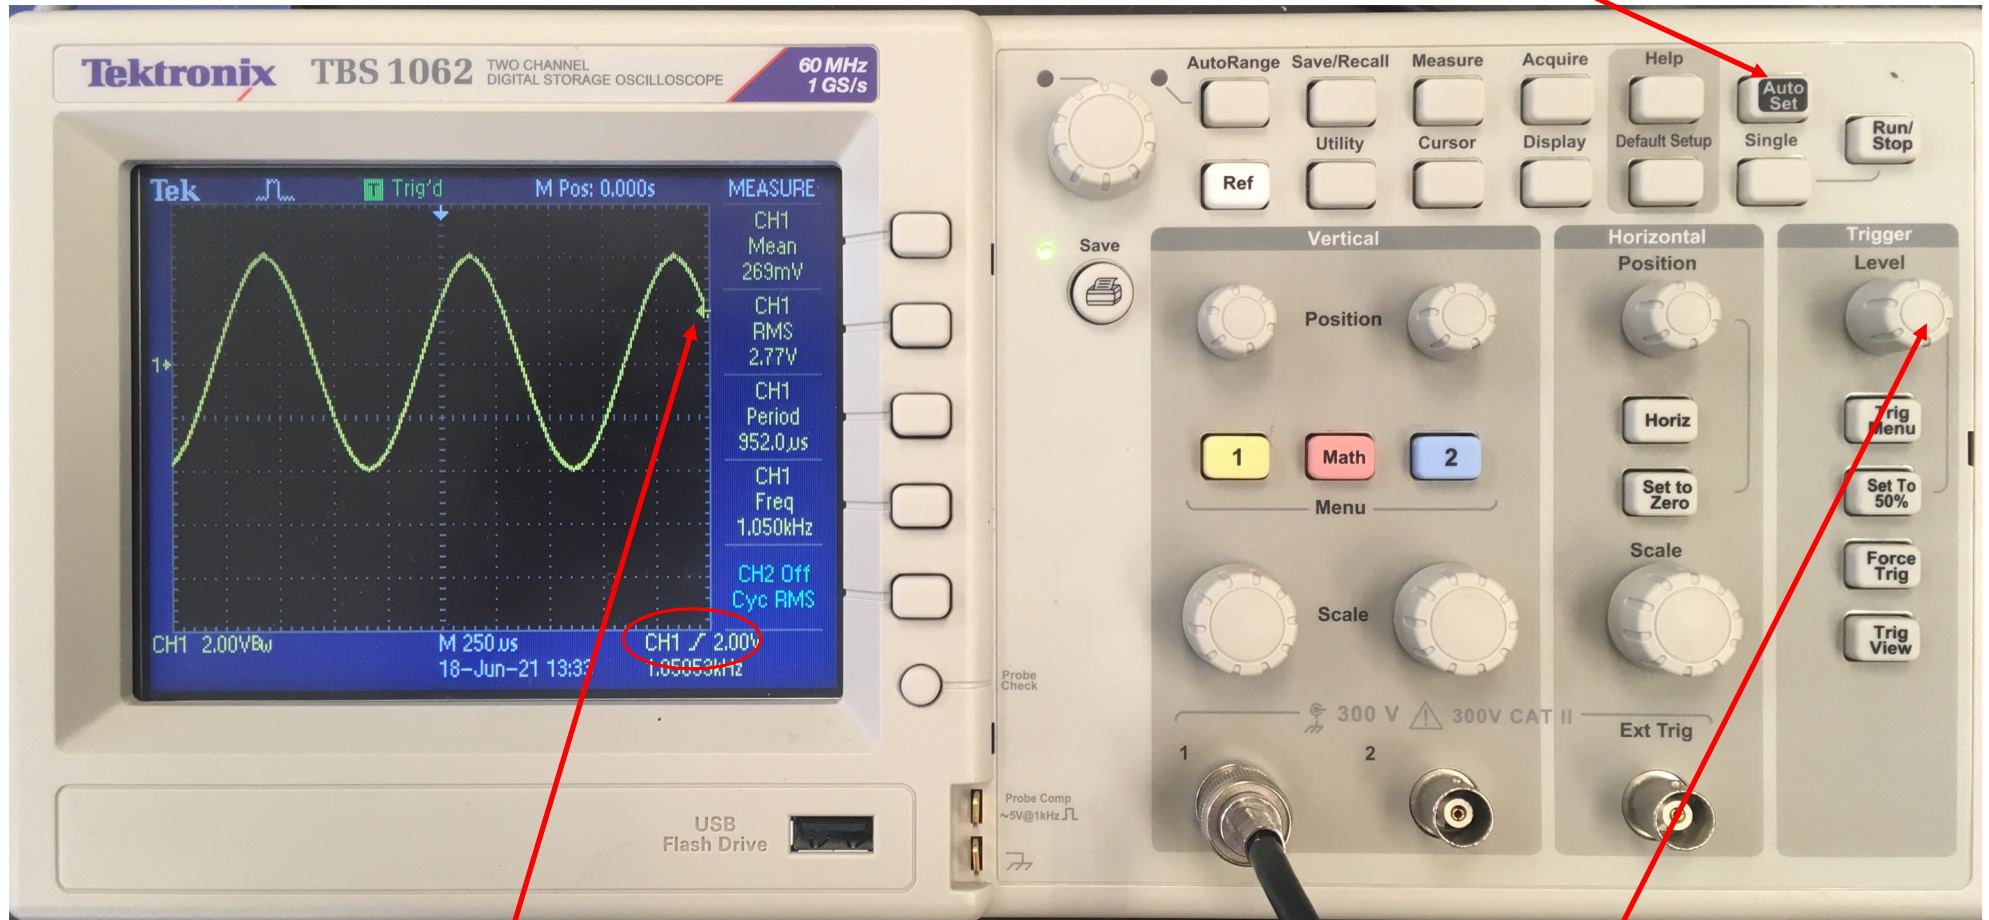 Tektronix TBS 1062 TWO CHANNEL
DIGITAL STORAGE OSCILLOSCOPE
60 MHz
1 GS/s
Tek
T Trig'd
M Pos: 0.000s
MEASURE
CH1
Mean
269mV
CH1
RMS
2.77V
CH1
Period
952.0µs
CH1
Freq
1.050kHz
CH2 Off
Cyc RMS
1
CH1 2.00VBW
M 250µs
CH1 2.00V
18-Jun-21 13:33
1.05053kHz
USB
Flash Drive
Probe
Check
Probe Comp
~5V@1kHz
AutoRange
Save/Recall
Measure
Acquire
Help
Auto
Set
Utility
Cursor
Display
Default Setup
Single
Run/
Stop
Ref
Save
Vertical
Position
1
Math
2
Menu
Scale
300 V
300V CAT II
1
2
Horizontal
Position
Horiz
Set to
Zero
Scale
Ext Trig
Trigger
Level
Trig
Menu
Set To
50%
Force
Trig
Trig
View